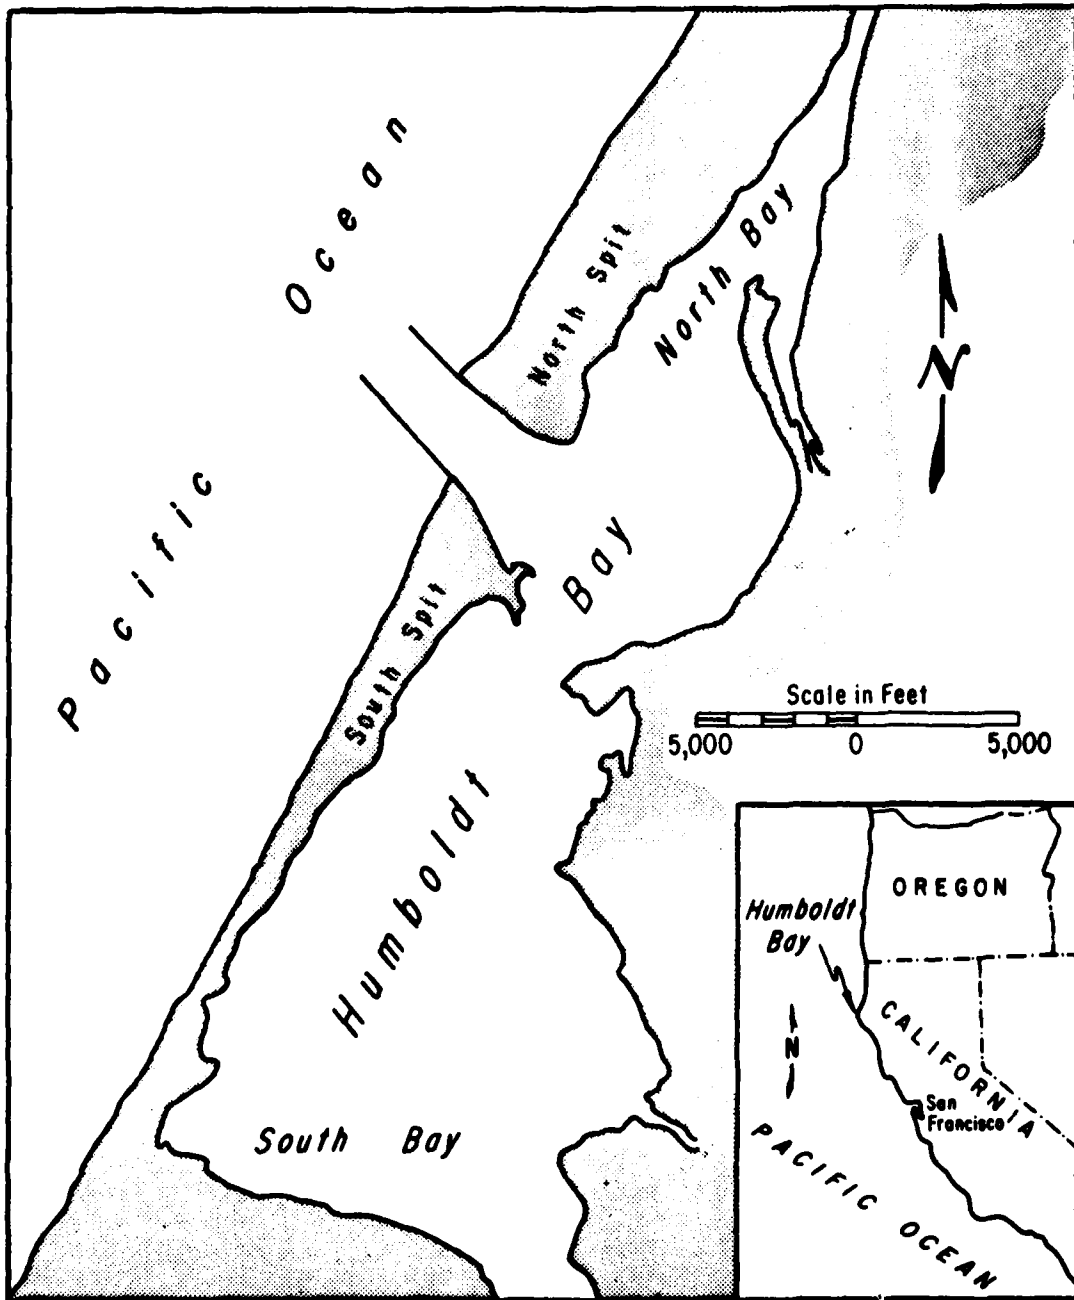 Pacific Ocean
North Spit
North Bay
N
South Spit
Humboldt Bay
South Bay
Scale in Feet
5,000 0 5,000
OREGON
Humboldt
Bay
N
CALIFORNIA
San
Francisco
PACIFIC OCEAN